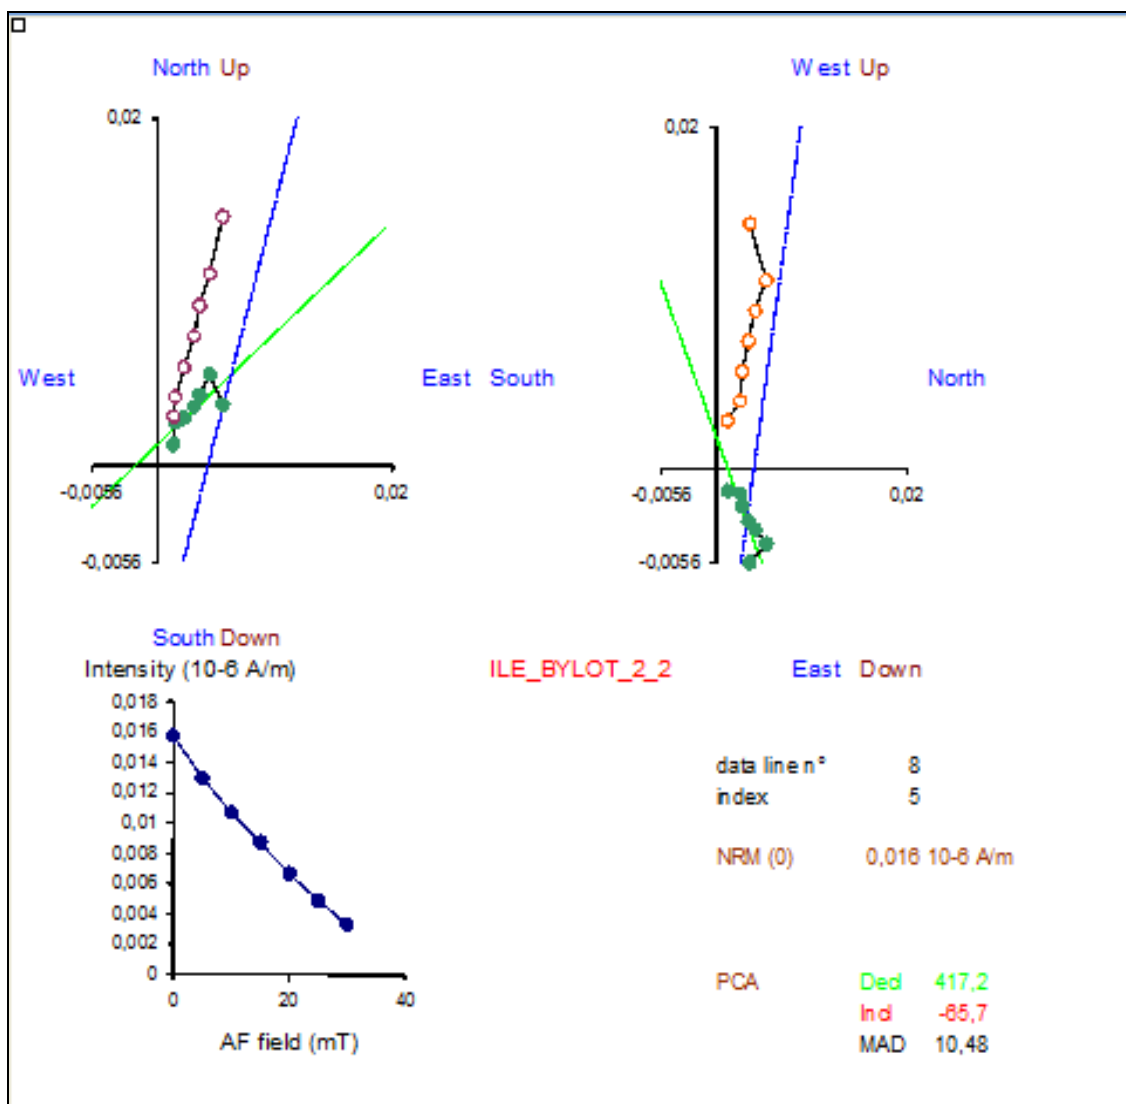 North Up
West Up
0,02
0,02
West
East
South
North
-0,0056
0,02
-0,0056
0,02
-0,0056
-0,0056
South Down
Intensity (10-6 A/m)
ILE_BYLOT_2_2
East Down
0,018
0,016
0,014
0,012
0,01
0,008
0,006
0,004
0,002
0
0
20
40
AF field (mT)
data line n° 8
index 5
NRM (0) 0,016 10-6 A/m
PCA Decl 417,2
Incl -65,7
MAD 10,48